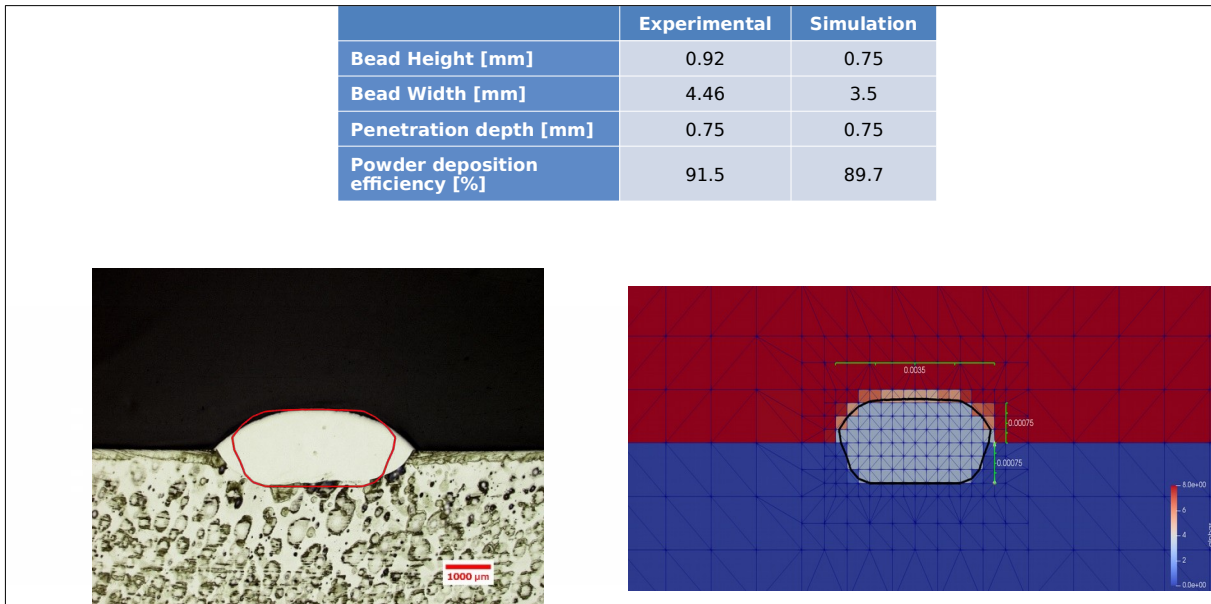 Experimental Simulation
Bead Height [mm] 0.92 0.75
Bead Width [mm] 4.46 3.5
Penetration depth [mm] 0.75 0.75
Powder deposition
efficiency [%] 91.5 89.7
0.0035
0.00075
0.00075
1000 µm
8.0e+00
6
4
2
0.0e+00